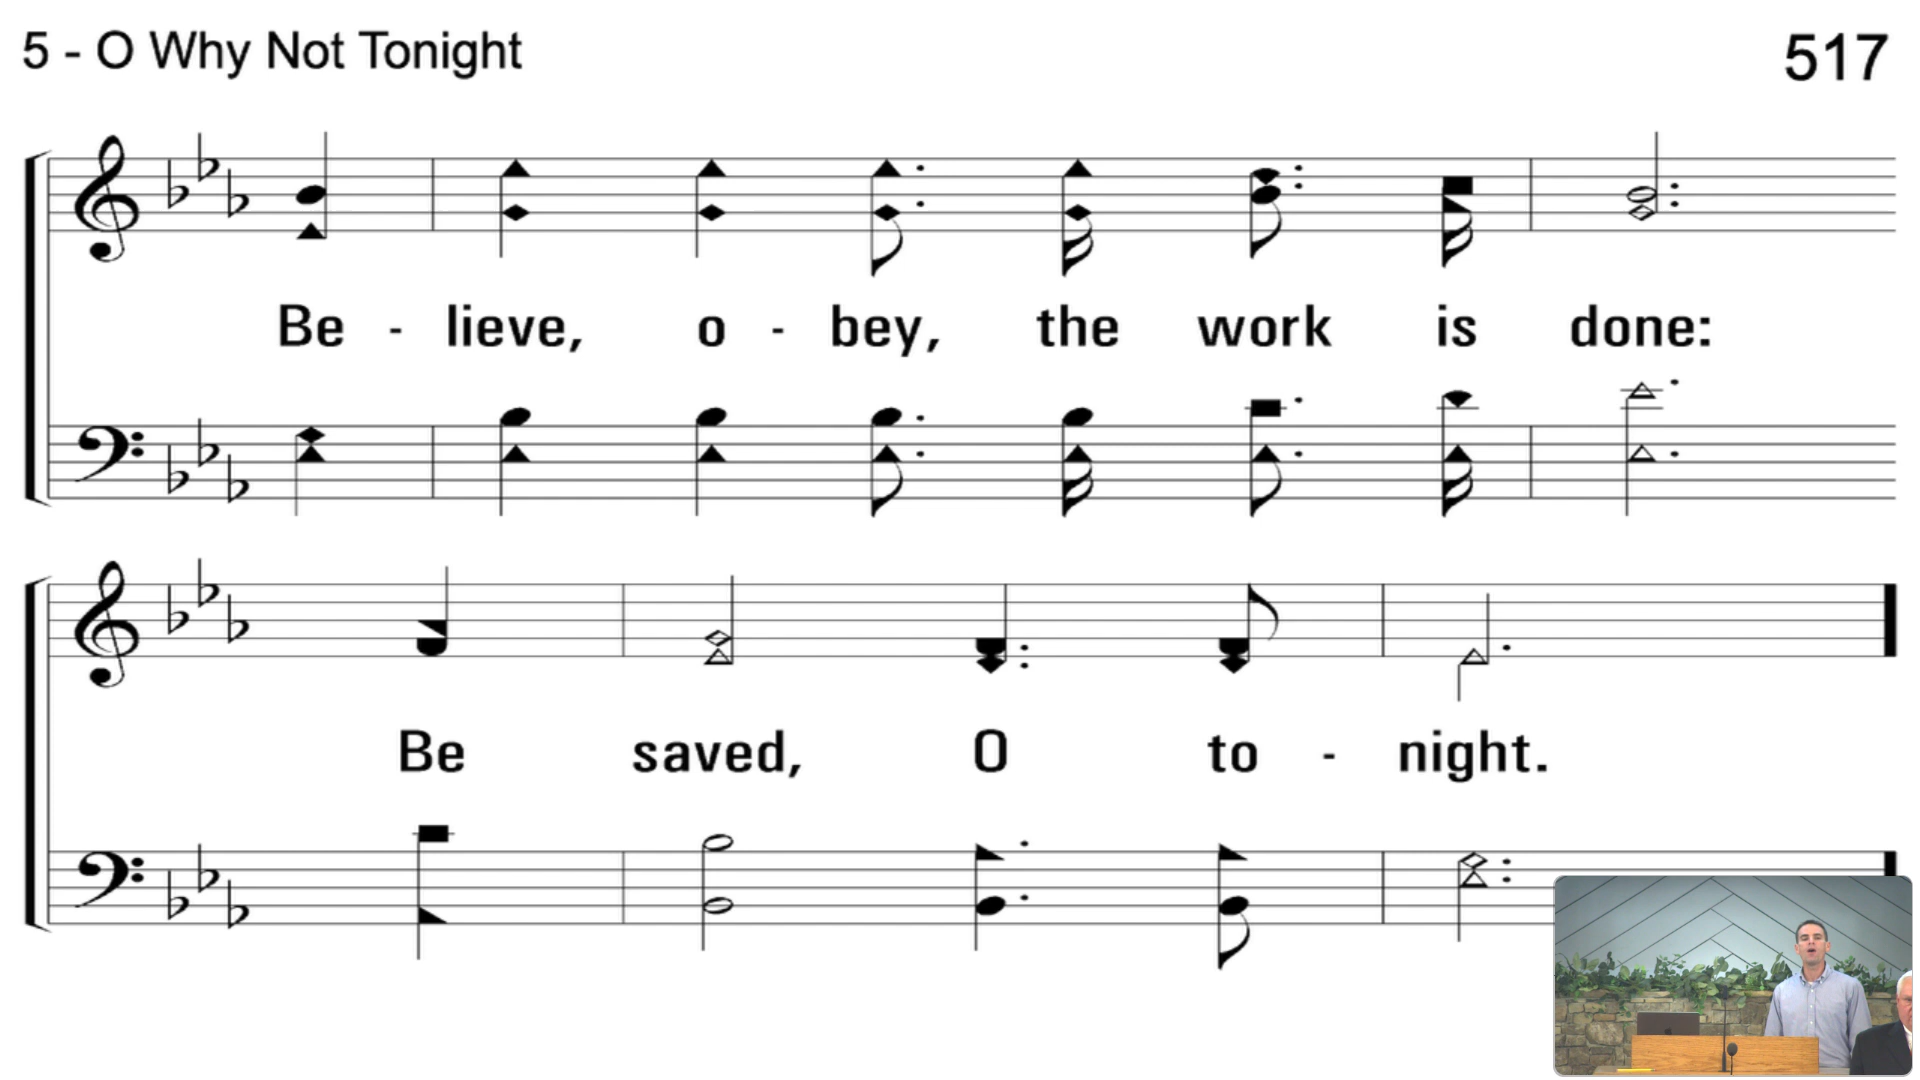 5 - O Why Not Tonight
517
Be - lieve, o - bey, the work is done:
Be saved, O to - night.